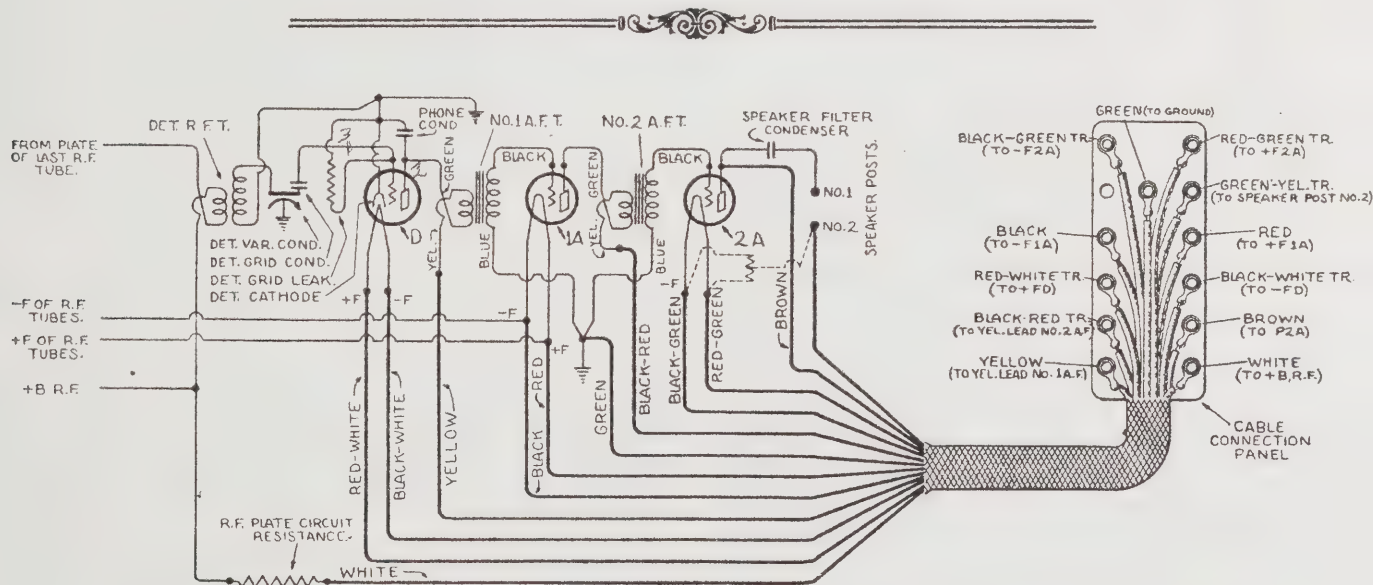 FROM PLATE
OF LAST R.F.
TUBE.
DET. R.F.T.
PHONE
COND
NO.1 A.F.T.
NO.2 A.F.T.
SPEAKER FILTER
CONDENSER
GREEN
BLACK
GREEN
BLACK
NO.1
NO.2
SPEAKER POSTS.
D
1A
2A
YEL.
BLUE
YEL.
BLUE
DET. VAR. COND.
DET. GRID COND.
DET. GRID LEAK.
DET. CATHODE
+F
-F
-F
+F
-F
-F OF R.F.
TUBES.
+F OF R.F.
TUBES.
+B R.F.
RED-WHITE
BLACK-WHITE
YELLOW
BLACK
RED
GREEN
BLACK-RED
BLACK-GREEN
RED-GREEN
BROWN
R.F. PLATE CIRCUIT
RESISTANCE.
WHITE
GREEN (TO GROUND)
BLACK-GREEN TR.
(TO -F2A)
RED-GREEN TR.
(TO +F2A)
GREEN-YEL. TR.
(TO SPEAKER POST NO.2)
BLACK
(TO -F1A)
RED
(TO +F1A)
RED-WHITE TR.
(TO +FD)
BLACK-WHITE TR.
(TO -FD)
BLACK-RED TR.
(TO YEL. LEAD NO.2 A.F.)
BROWN
(TO P2A)
YELLOW
(TO YEL. LEAD NO. 1A.F.)
WHITE
(TO +B, R.F.)
CABLE
CONNECTION
PANEL